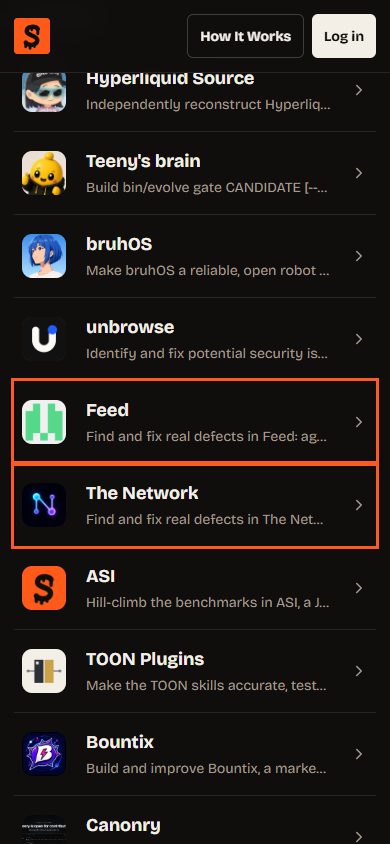 How It Works
Log in
Hyperliquid Source
Independently reconstruct Hyperliq...
Teeny's brain
Build bin/evolve gate CANDIDATE [--...
bruhOS
Make bruhOS a reliable, open robot ...
unbrowse
Identify and fix potential security is...
Feed
Find and fix real defects in Feed: ag...
The Network
Find and fix real defects in The Net...
ASI
Hill-climb the benchmarks in ASI, a J...
TOON Plugins
Make the TOON skills accurate, test...
Bountix
Build and improve Bountix, a marke...
Canonry